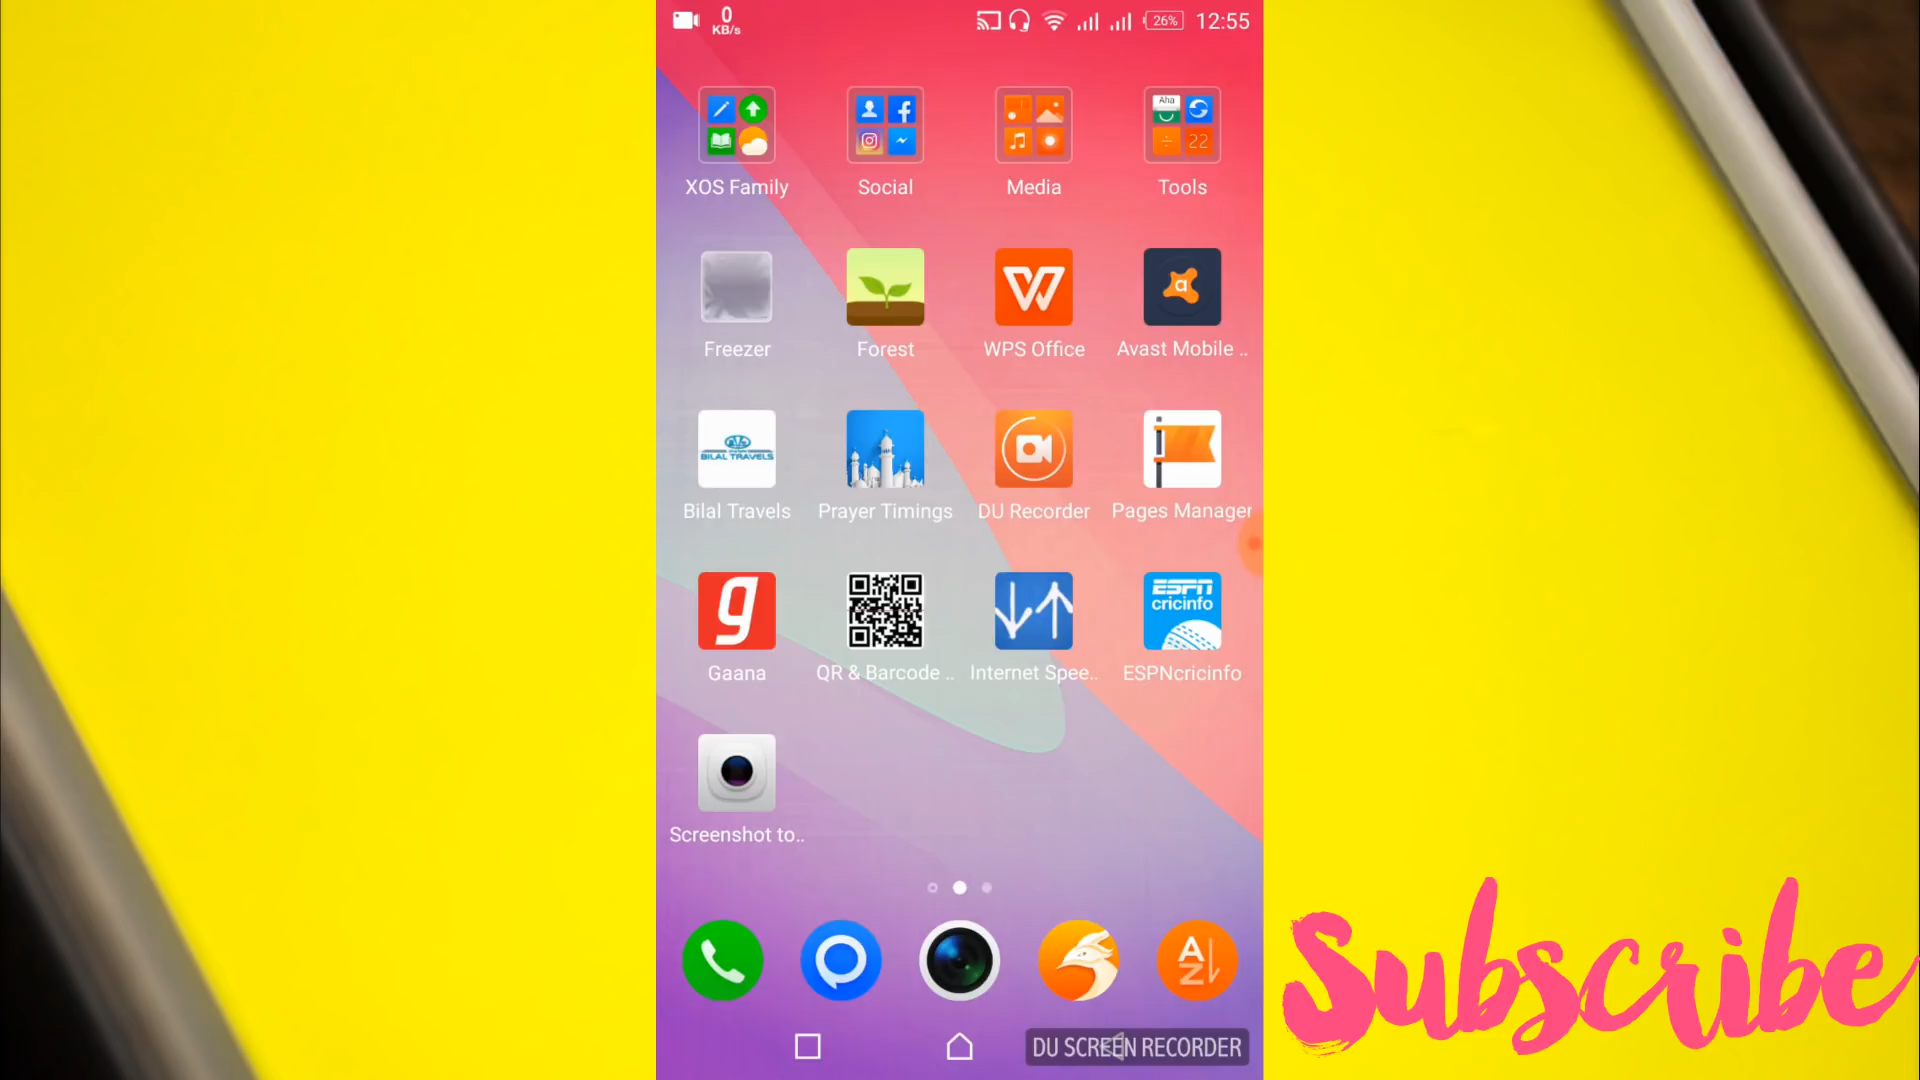 0
KB/s
26%
12:55
Aha
22
XOS Family
Social
Media
Tools
a
Freezer
Forest
WPS Office
Avast Mobile ..
BILAL TRAVELS
Bilal Travels
Prayer Timings
DU Recorder
Pages Manager
g
ESPN
cricinfo
Gaana
QR & Barcode ..
Internet Spee..
ESPNcricinfo
Screenshot to..
A
Z
DU SCREEN RECORDER
Subscribe